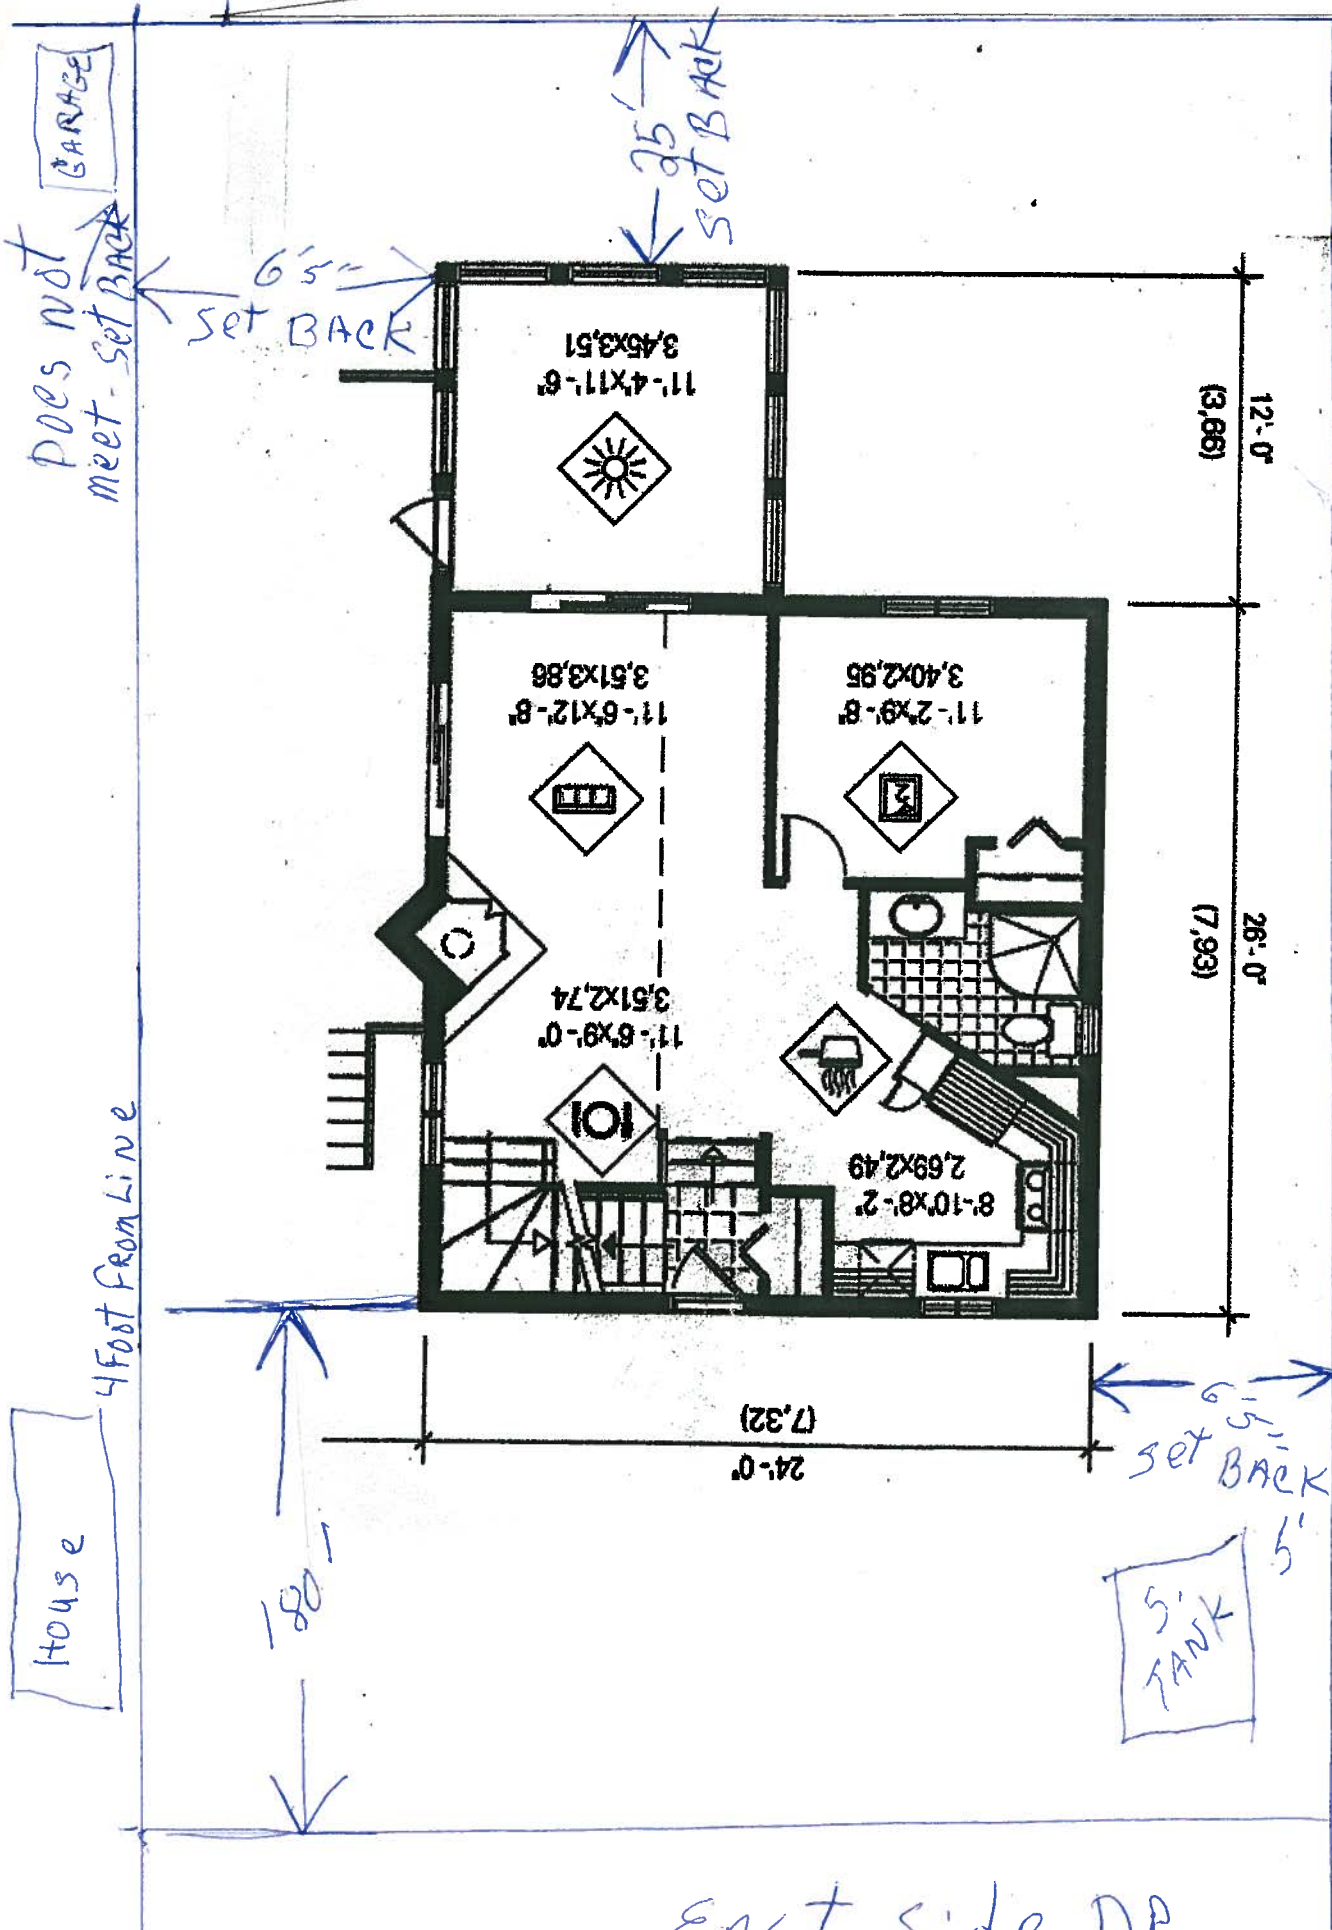 GARAGE
25'
set BACK
Does not
meet - set BACK
6'5"
set BACK
3,45x3,51
11'-4"x11'-6"
12'-0"
(3,66)
3,51x3,86
11'-6"x12'-8"
3,40x2,95
11'-2"x9'-8"
26'-0"
(7,93)
3,51x2,74
11'-6"x9'-0"
2,69x2,49
8'-10"x8'-2"
4 Foot From Line
(7,32)
24'-0"
6'5"
set BACK
5'
House
180'
5'
TANK
East side DR